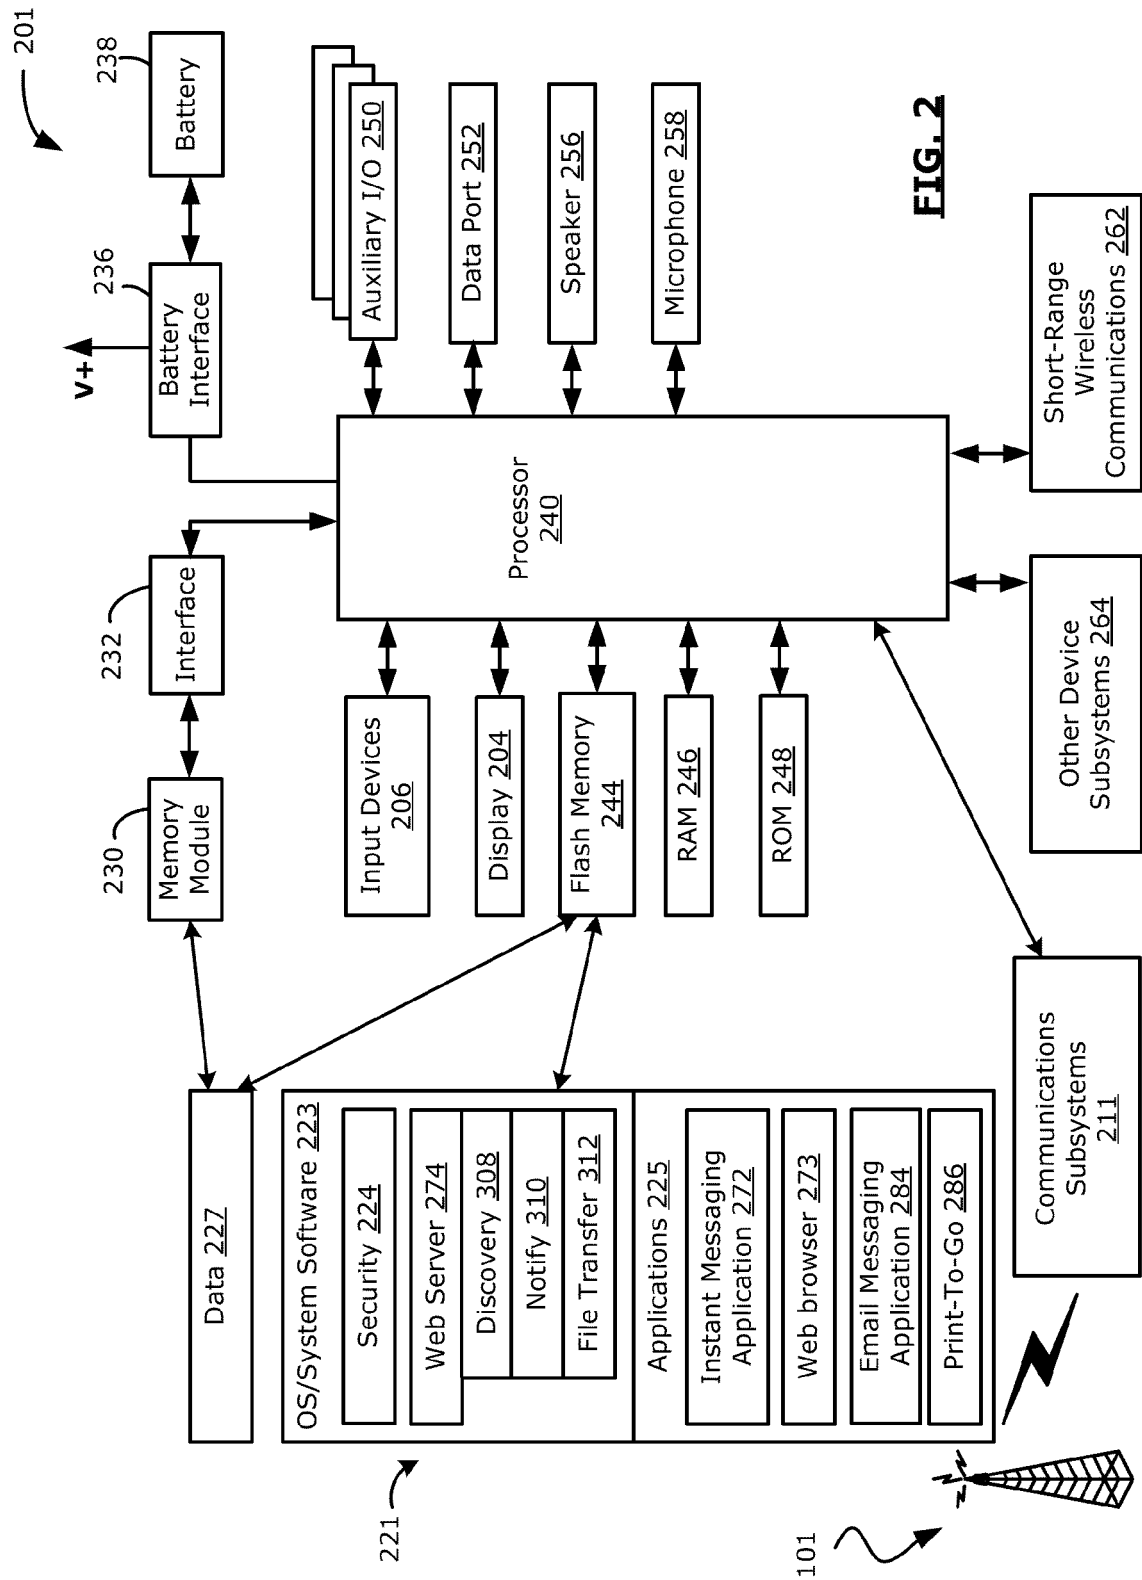 201
238
Battery
236
Battery
Interface
V+
232
Interface
230
Memory
Module
Auxiliary I/O 250
Data Port 252
Speaker 256
Microphone 258
Processor
240
Input Devices
206
Display 204
Flash Memory
244
RAM 246
ROM 248
Short-Range
Wireless
Communications 262
Other Device
Subsystems 264
Communications
Subsystems
211
Data 227
OS/System Software 223
Security 224
Web Server 274
Discovery 308
Notify 310
File Transfer 312
Applications 225
Instant Messaging
Application 272
Web browser 273
Email Messaging
Application 284
Print-To-Go 286
221
101
FIG. 2